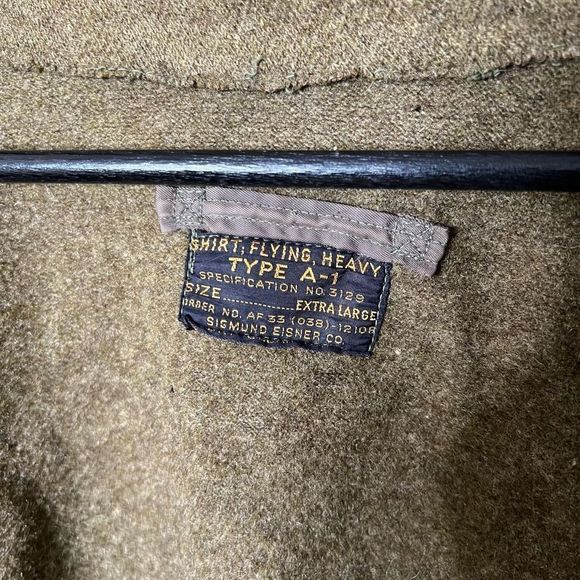 SHIRT, FLYING, HEAVY
TYPE A-1
SPECIFICATION NO. 3129
SIZE.............EXTRA LARGE
ORDER NO. AF 33 (038)-12108
SIGMUND EISNER CO.